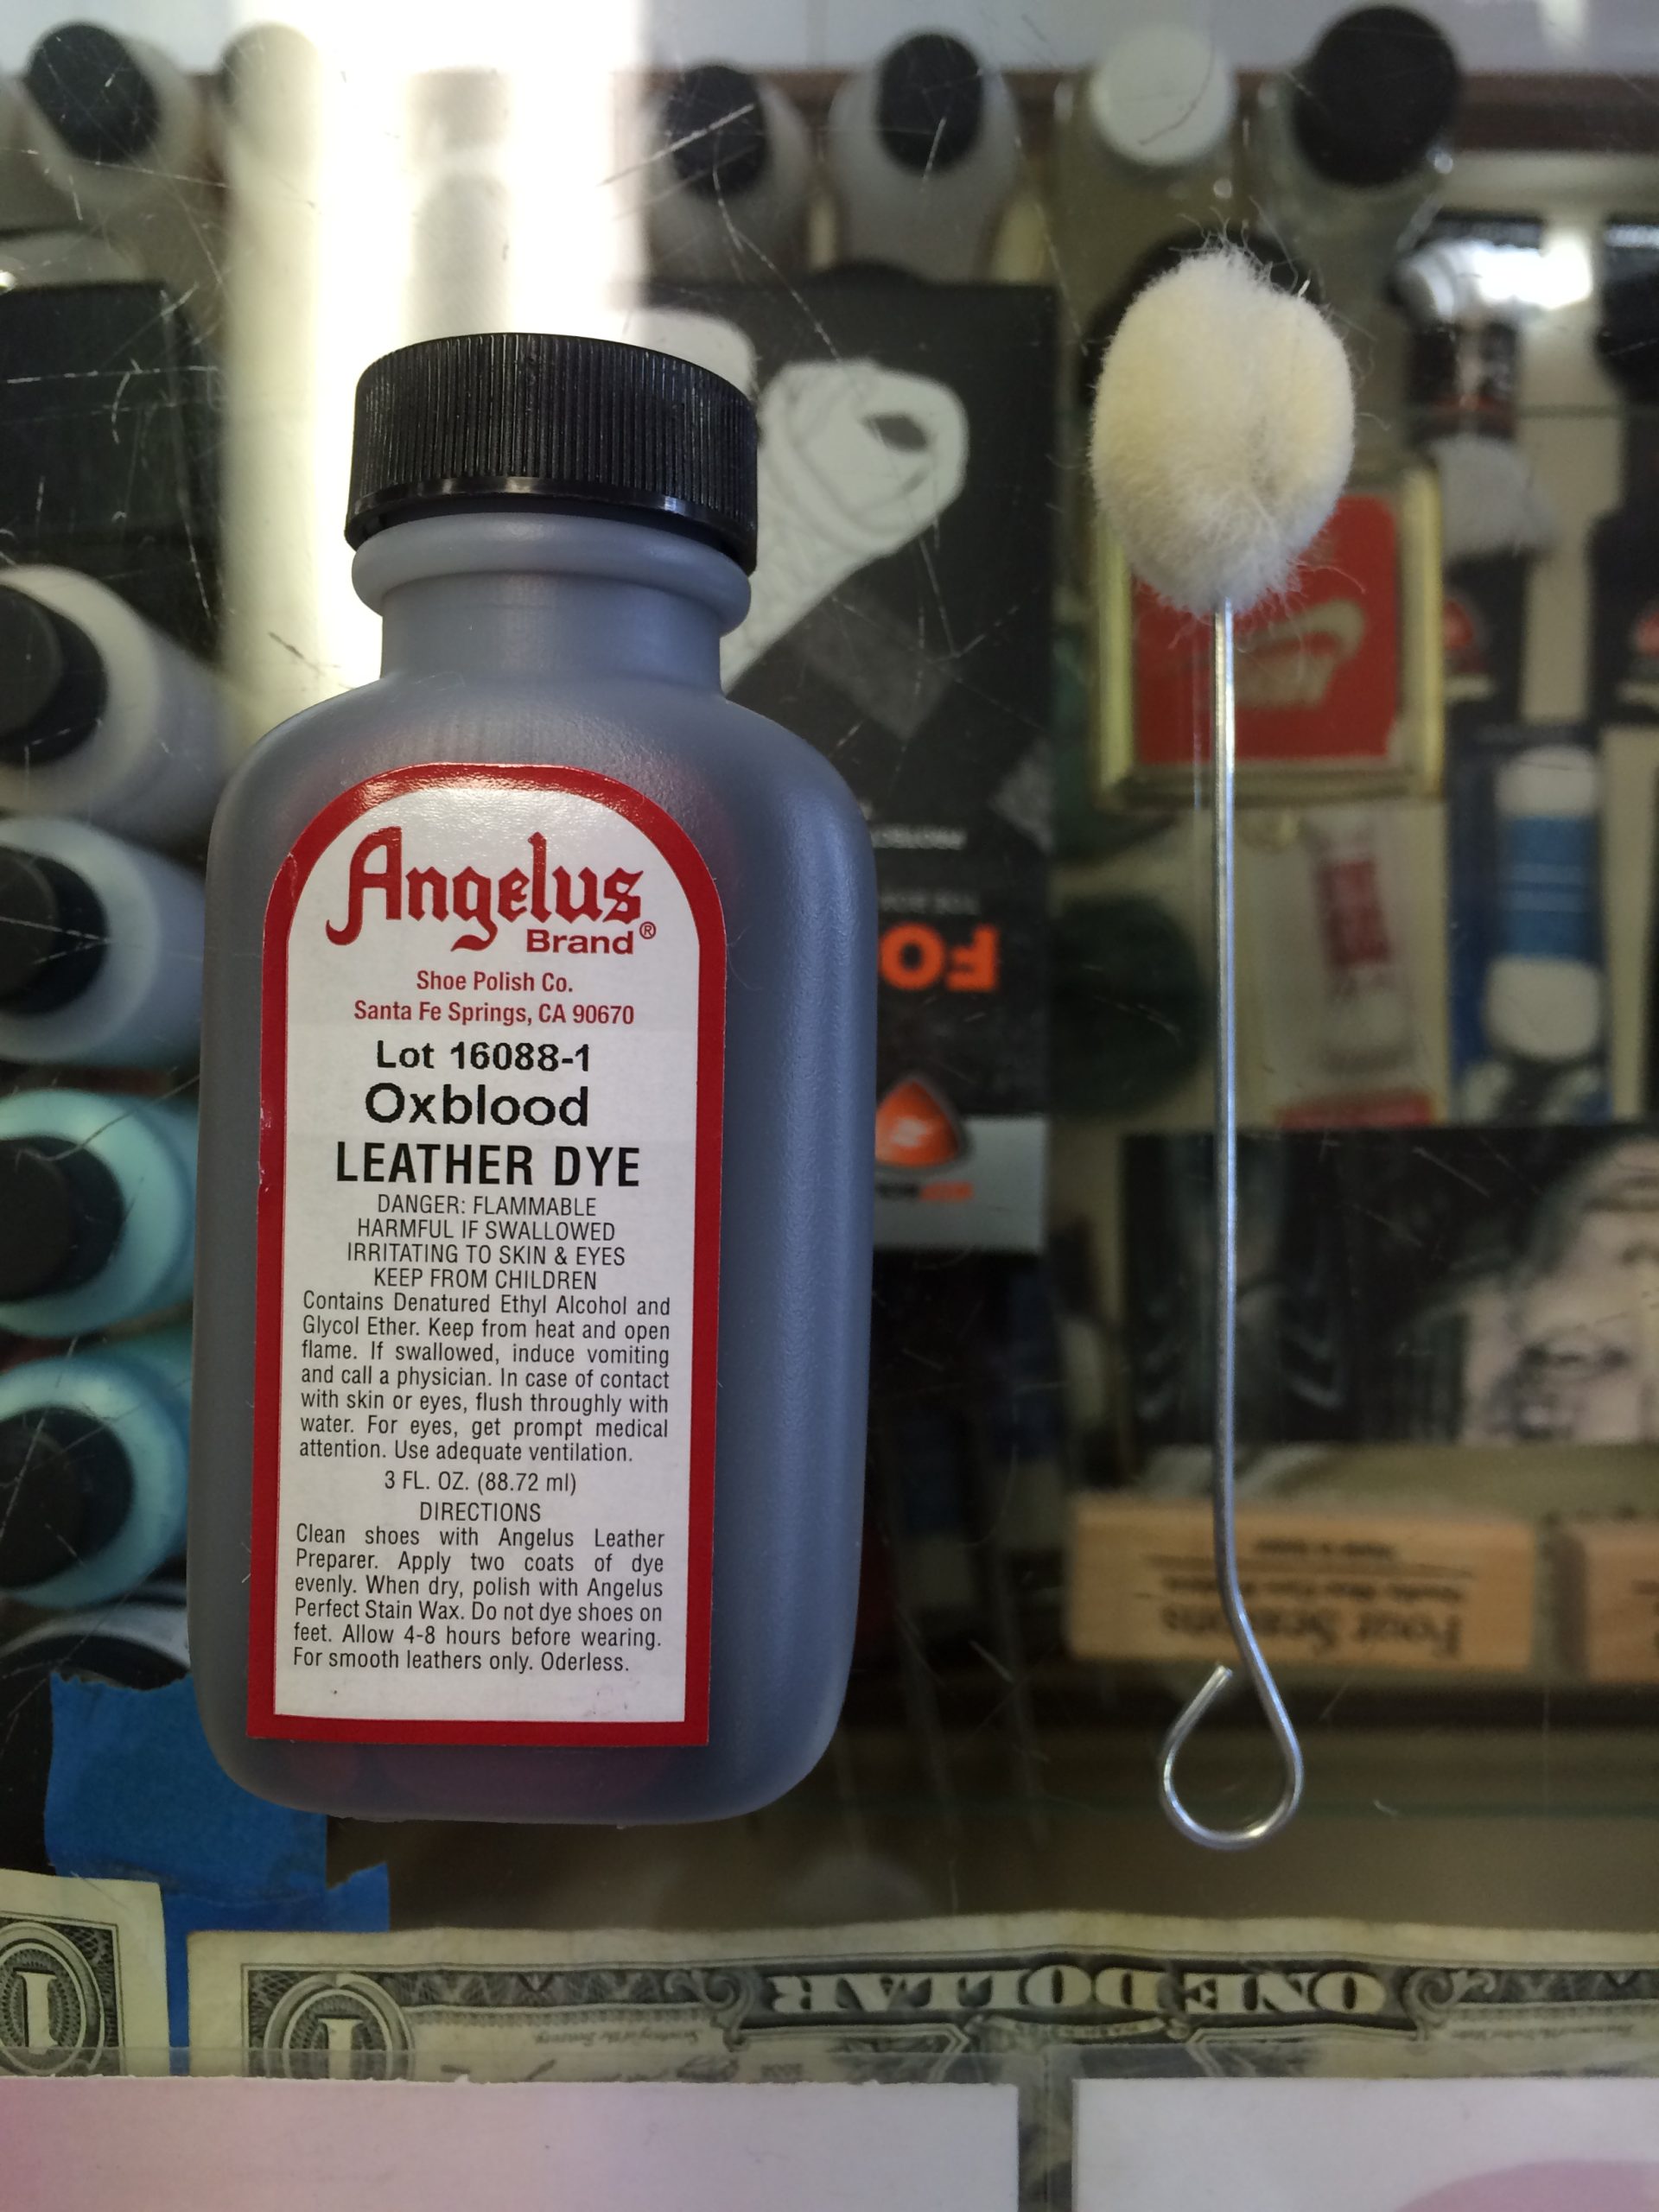 Angelus
Brand®
Shoe Polish Co.
Santa Fe Springs, CA 90670
Lot 16088-1
Oxblood
LEATHER DYE
DANGER: FLAMMABLE
HARMFUL IF SWALLOWED
IRRITATING TO SKIN & EYES
KEEP FROM CHILDREN
Contains Denatured Ethyl Alcohol and
Glycol Ether. Keep from heat and open
flame. If swallowed, induce vomiting
and call a physician. In case of contact
with skin or eyes, flush throughly with
water. For eyes, get prompt medical
attention. Use adequate ventilation.
3 FL. OZ. (88.72 ml)
DIRECTIONS
Clean shoes with Angelus Leather
Preparer. Apply two coats of dye
evenly. When dry, polish with Angelus
Perfect Stain Wax. Do not dye shoes on
feet. Allow 4-8 hours before wearing.
For smooth leathers only. Oderless.
FO
Four Seasons
1
1
ONE DOLLAR